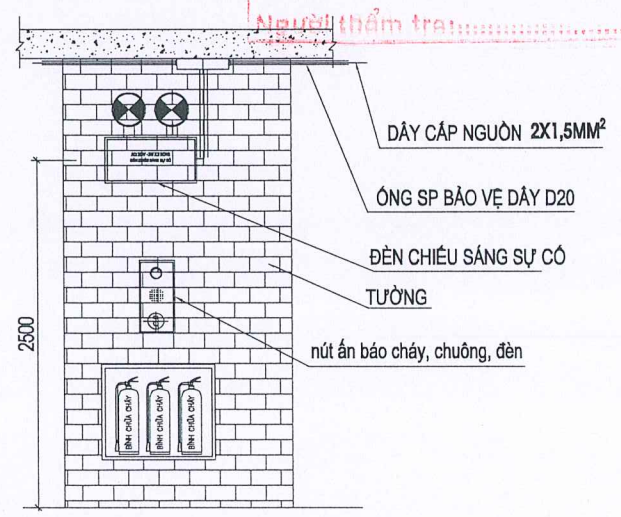 Người thẩm tra
DÂY CẤP NGUỒN 2X1,5MM²
ỐNG SP BẢO VỆ DÂY D20
ĐÈN CHIẾU SÁNG SỰ CỐ
TƯỜNG
nút ấn báo cháy, chuông, đèn
2500
BÌNH CHỮA CHÁY
BÌNH CHỮA CHÁY
BÌNH CHỮA CHÁY